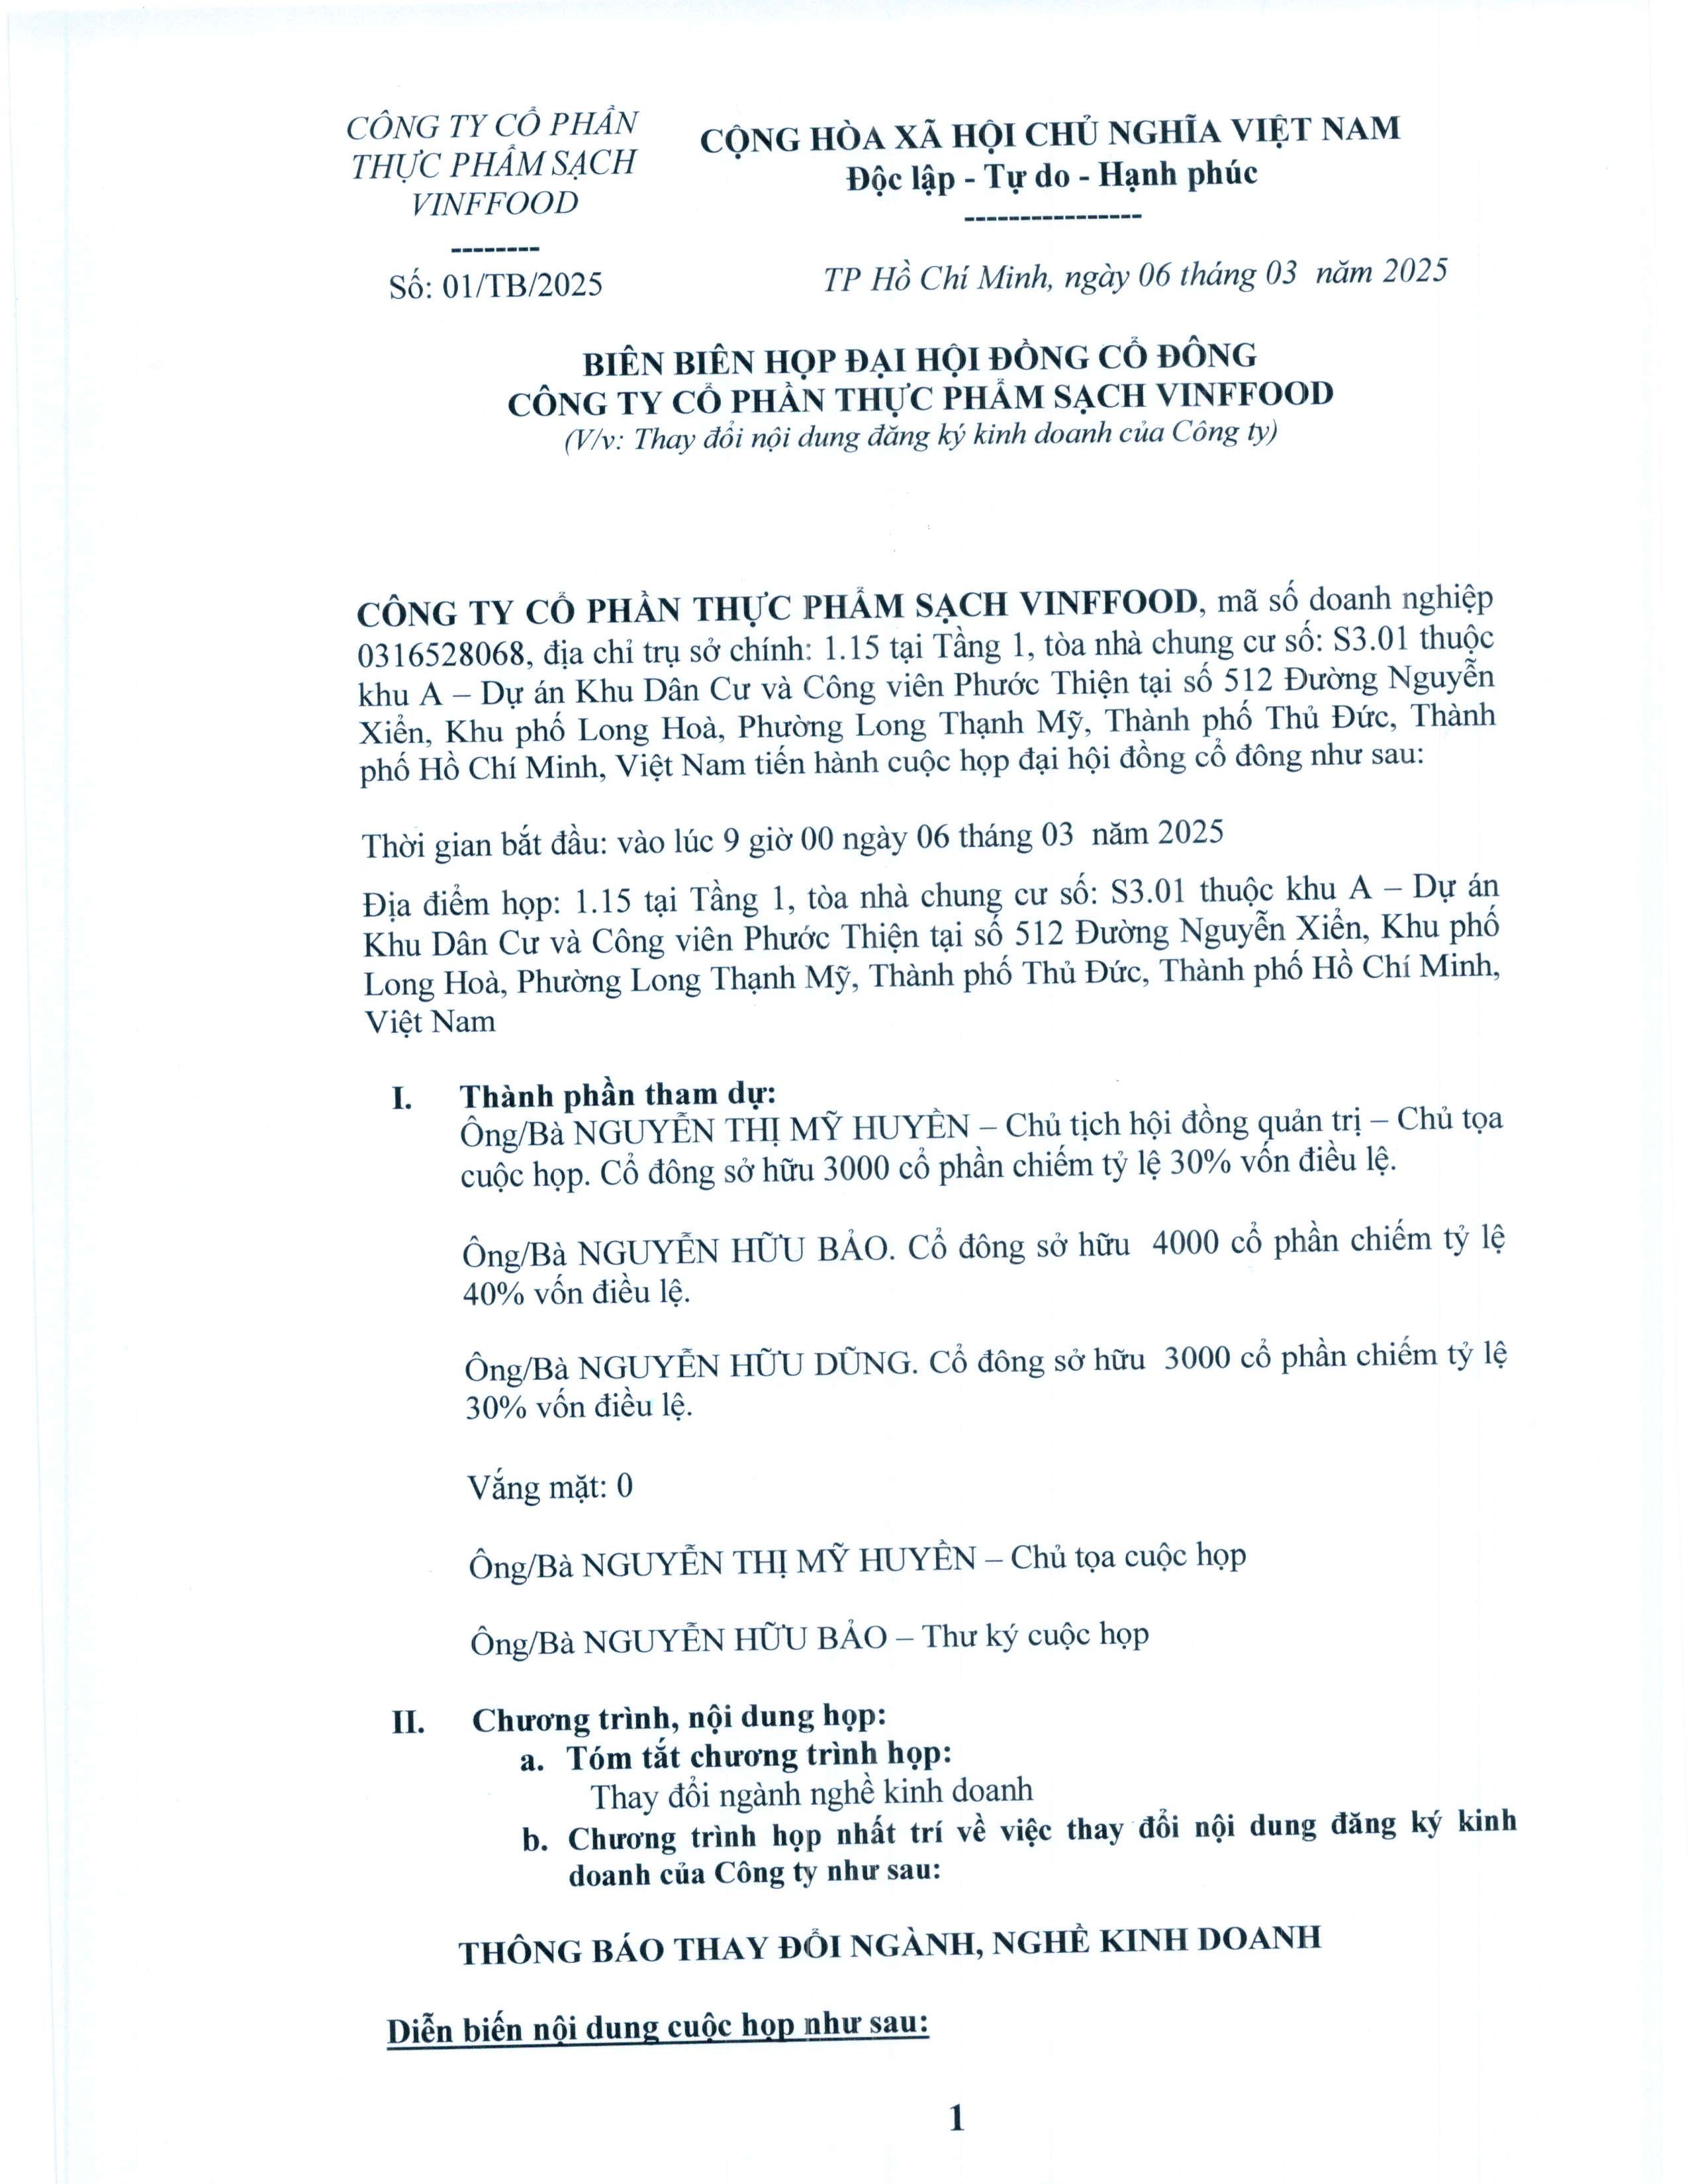 CÔNG TY CỔ PHẦN
THỰC PHẨM SẠCH
VINFFOOD
--------
Số: 01/TB/2025
CỘNG HÒA XÃ HỘI CHỦ NGHĨA VIỆT NAM
Độc lập - Tự do - Hạnh phúc
----------------
TP Hồ Chí Minh, ngày 06 tháng 03 năm 2025
BIÊN BIÊN HỌP ĐẠI HỘI ĐỒNG CỔ ĐÔNG
CÔNG TY CỔ PHẦN THỰC PHẨM SẠCH VINFFOOD
(V/v: Thay đổi nội dung đăng ký kinh doanh của Công ty)
CÔNG TY CỔ PHẦN THỰC PHẨM SẠCH VINFFOOD, mã số doanh nghiệp
0316528068, địa chỉ trụ sở chính: 1.15 tại Tầng 1, tòa nhà chung cư số: S3.01 thuộc
khu A – Dự án Khu Dân Cư và Công viên Phước Thiện tại số 512 Đường Nguyễn
Xiển, Khu phố Long Hoà, Phường Long Thạnh Mỹ, Thành phố Thủ Đức, Thành
phố Hồ Chí Minh, Việt Nam tiến hành cuộc họp đại hội đồng cổ đông như sau:
Thời gian bắt đầu: vào lúc 9 giờ 00 ngày 06 tháng 03 năm 2025
Địa điểm họp: 1.15 tại Tầng 1, tòa nhà chung cư số: S3.01 thuộc khu A – Dự án
Khu Dân Cư và Công viên Phước Thiện tại số 512 Đường Nguyễn Xiển, Khu phố
Long Hoà, Phường Long Thạnh Mỹ, Thành phố Thủ Đức, Thành phố Hồ Chí Minh,
Việt Nam
I. Thành phần tham dự:
Ông/Bà NGUYỄN THỊ MỸ HUYỀN – Chủ tịch hội đồng quản trị – Chủ tọa
cuộc họp. Cổ đông sở hữu 3000 cổ phần chiếm tỷ lệ 30% vốn điều lệ.
Ông/Bà NGUYỄN HỮU BẢO. Cổ đông sở hữu 4000 cổ phần chiếm tỷ lệ
40% vốn điều lệ.
Ông/Bà NGUYỄN HỮU DŨNG. Cổ đông sở hữu 3000 cổ phần chiếm tỷ lệ
30% vốn điều lệ.
Vắng mặt: 0
Ông/Bà NGUYỄN THỊ MỸ HUYỀN – Chủ tọa cuộc họp
Ông/Bà NGUYỄN HỮU BẢO – Thư ký cuộc họp
II. Chương trình, nội dung họp:
a. Tóm tắt chương trình họp:
Thay đổi ngành nghề kinh doanh
b. Chương trình họp nhất trí về việc thay đổi nội dung đăng ký kinh
doanh của Công ty như sau:
THÔNG BÁO THAY ĐỔI NGÀNH, NGHỀ KINH DOANH
Diễn biến nội dung cuộc họp như sau:
1